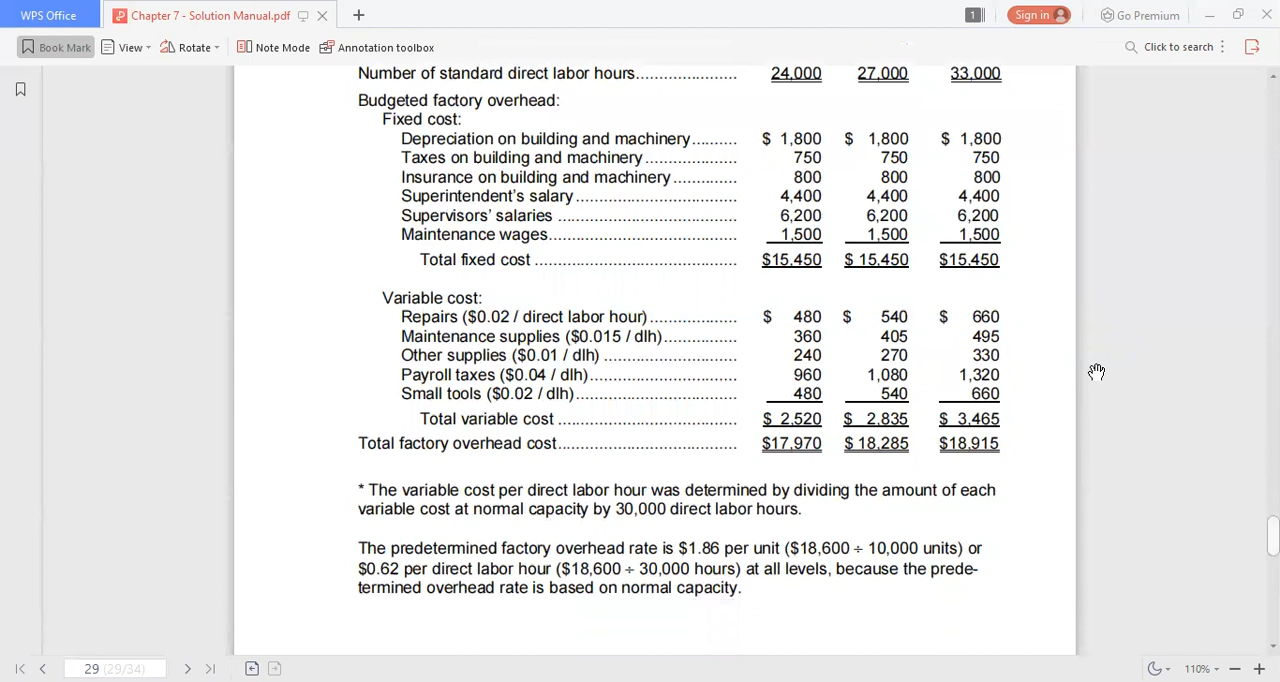 WPS Office
Chapter 7 - Solution Manual.pdf
1
Sign in
Go Premium
Book Mark
View
Rotate
Note Mode
Annotation toolbox
Click to search
Number of standard direct labor hours....................... 24,000 27,000 33,000
Budgeted factory overhead:
Fixed cost:
Depreciation on building and machinery.......... $ 1,800 $ 1,800 $ 1,800
Taxes on building and machinery..................... 750 750 750
Insurance on building and machinery............... 800 800 800
Superintendent's salary................................... 4,400 4,400 4,400
Supervisors' salaries ....................................... 6,200 6,200 6,200
Maintenance wages......................................... 1,500 1,500 1,500
Total fixed cost ............................................ $15,450 $ 15,450 $15,450
Variable cost:
Repairs ($0.02 / direct labor hour)................... $ 480 $ 540 $ 660
Maintenance supplies ($0.015 / dlh)................ 360 405 495
Other supplies ($0.01 / dlh) ............................. 240 270 330
Payroll taxes ($0.04 / dlh)................................ 960 1,080 1,320
Small tools ($0.02 / dlh)................................... 480 540 660
Total variable cost ........................................ $ 2,520 $ 2,835 $ 3,465
Total factory overhead cost....................................... $17,970 $ 18,285 $18,915
* The variable cost per direct labor hour was determined by dividing the amount of each
variable cost at normal capacity by 30,000 direct labor hours.
The predetermined factory overhead rate is $1.86 per unit ($18,600 ÷ 10,000 units) or
$0.62 per direct labor hour ($18,600 ÷ 30,000 hours) at all levels, because the prede-
termined overhead rate is based on normal capacity.
29 (29/34)
110%